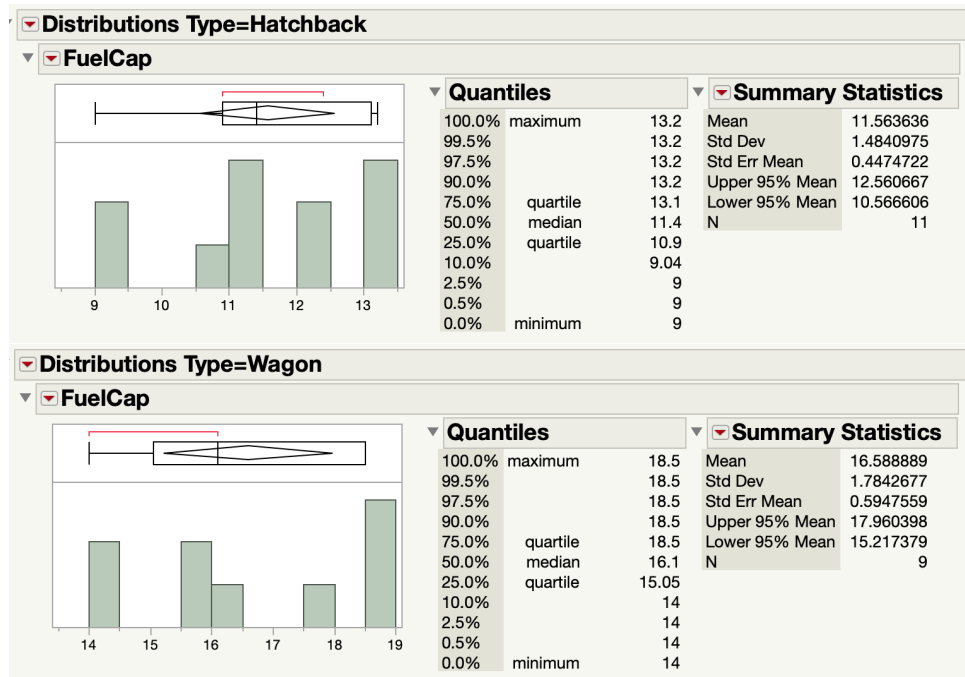 Distributions Type=Hatchback
FuelCap
9 10 11 12 13
Quantiles
100.0% maximum 13.2
99.5% 13.2
97.5% 13.2
90.0% 13.2
75.0% quartile 13.1
50.0% median 11.4
25.0% quartile 10.9
10.0% 9.04
2.5% 9
0.5% 9
0.0% minimum 9
Summary Statistics
Mean 11.563636
Std Dev 1.4840975
Std Err Mean 0.4474722
Upper 95% Mean 12.560667
Lower 95% Mean 10.566606
N 11
Distributions Type=Wagon
FuelCap
14 15 16 17 18 19
Quantiles
100.0% maximum 18.5
99.5% 18.5
97.5% 18.5
90.0% 18.5
75.0% quartile 18.5
50.0% median 16.1
25.0% quartile 15.05
10.0% 14
2.5% 14
0.5% 14
0.0% minimum 14
Summary Statistics
Mean 16.588889
Std Dev 1.7842677
Std Err Mean 0.5947559
Upper 95% Mean 17.960398
Lower 95% Mean 15.217379
N 9